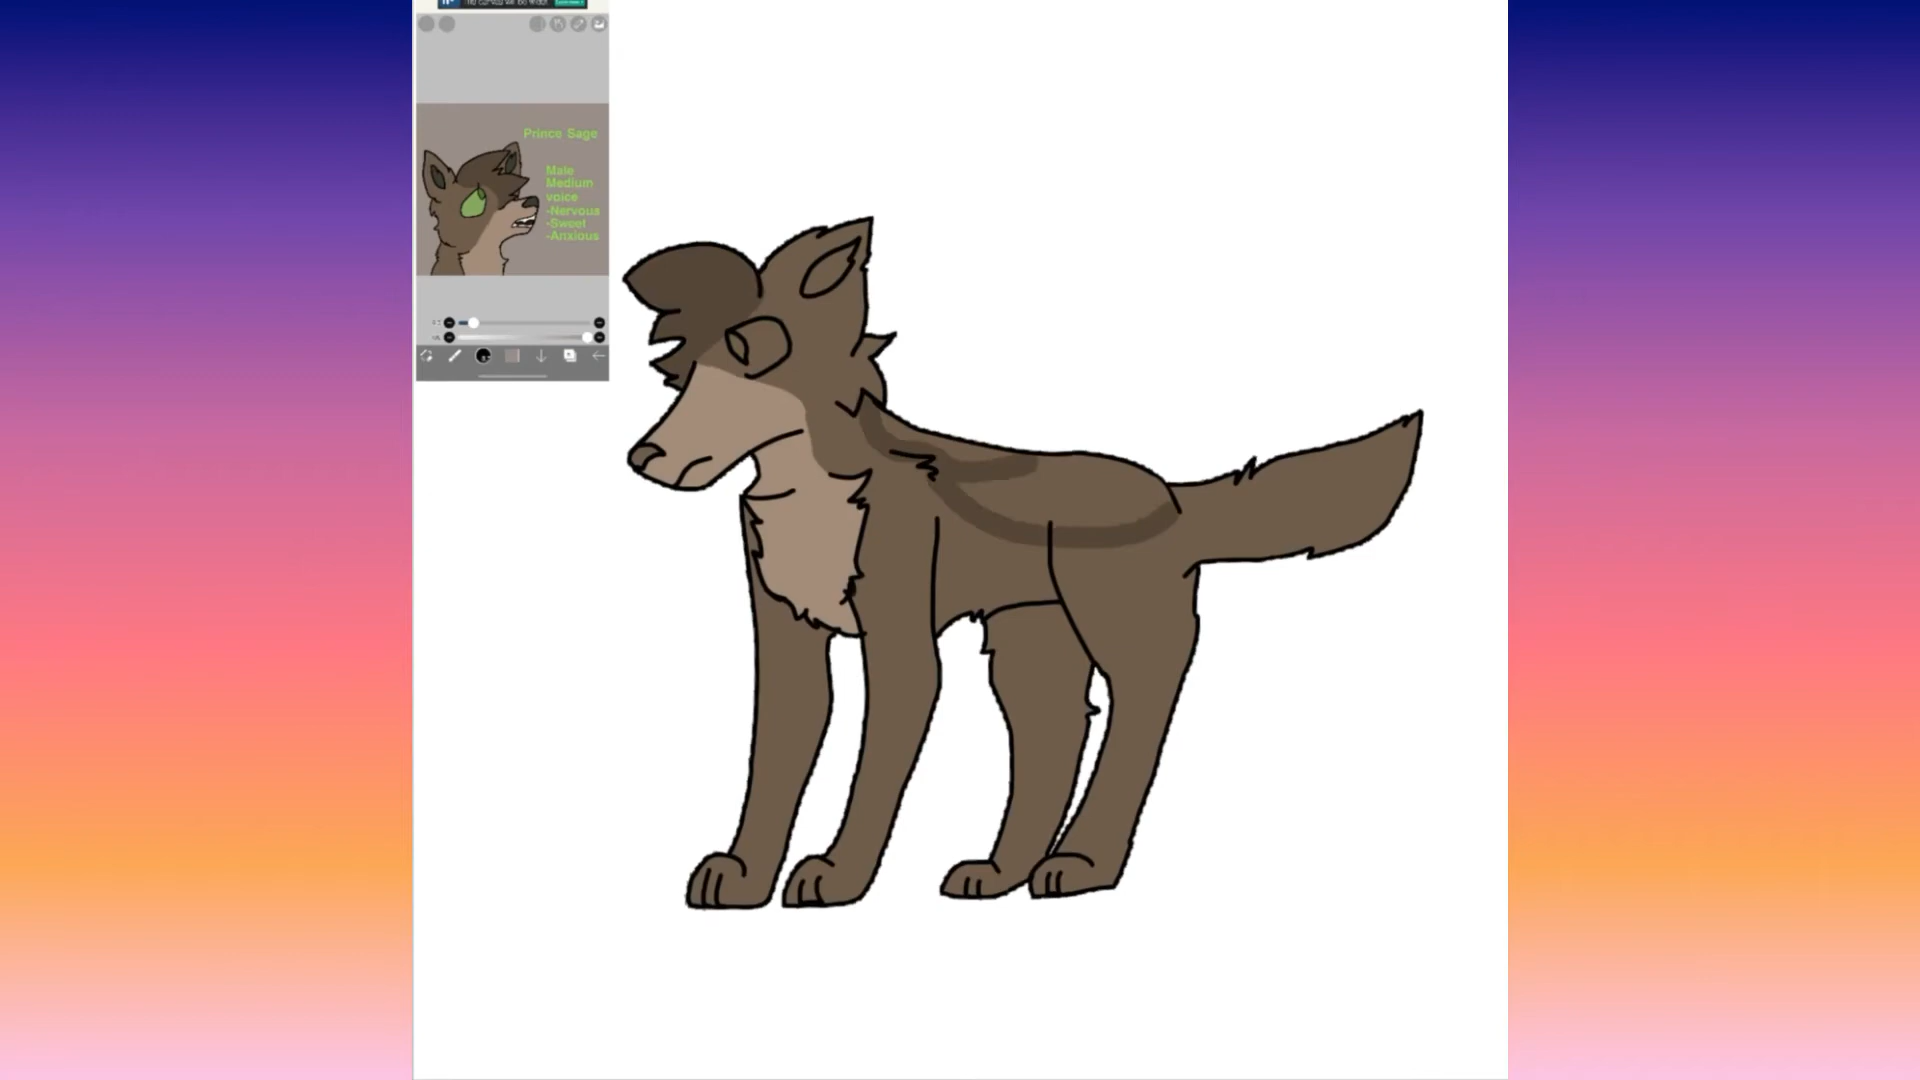 Prince Sage
Male
Medium
voice
-Nervous
-Sweet
-Anxious